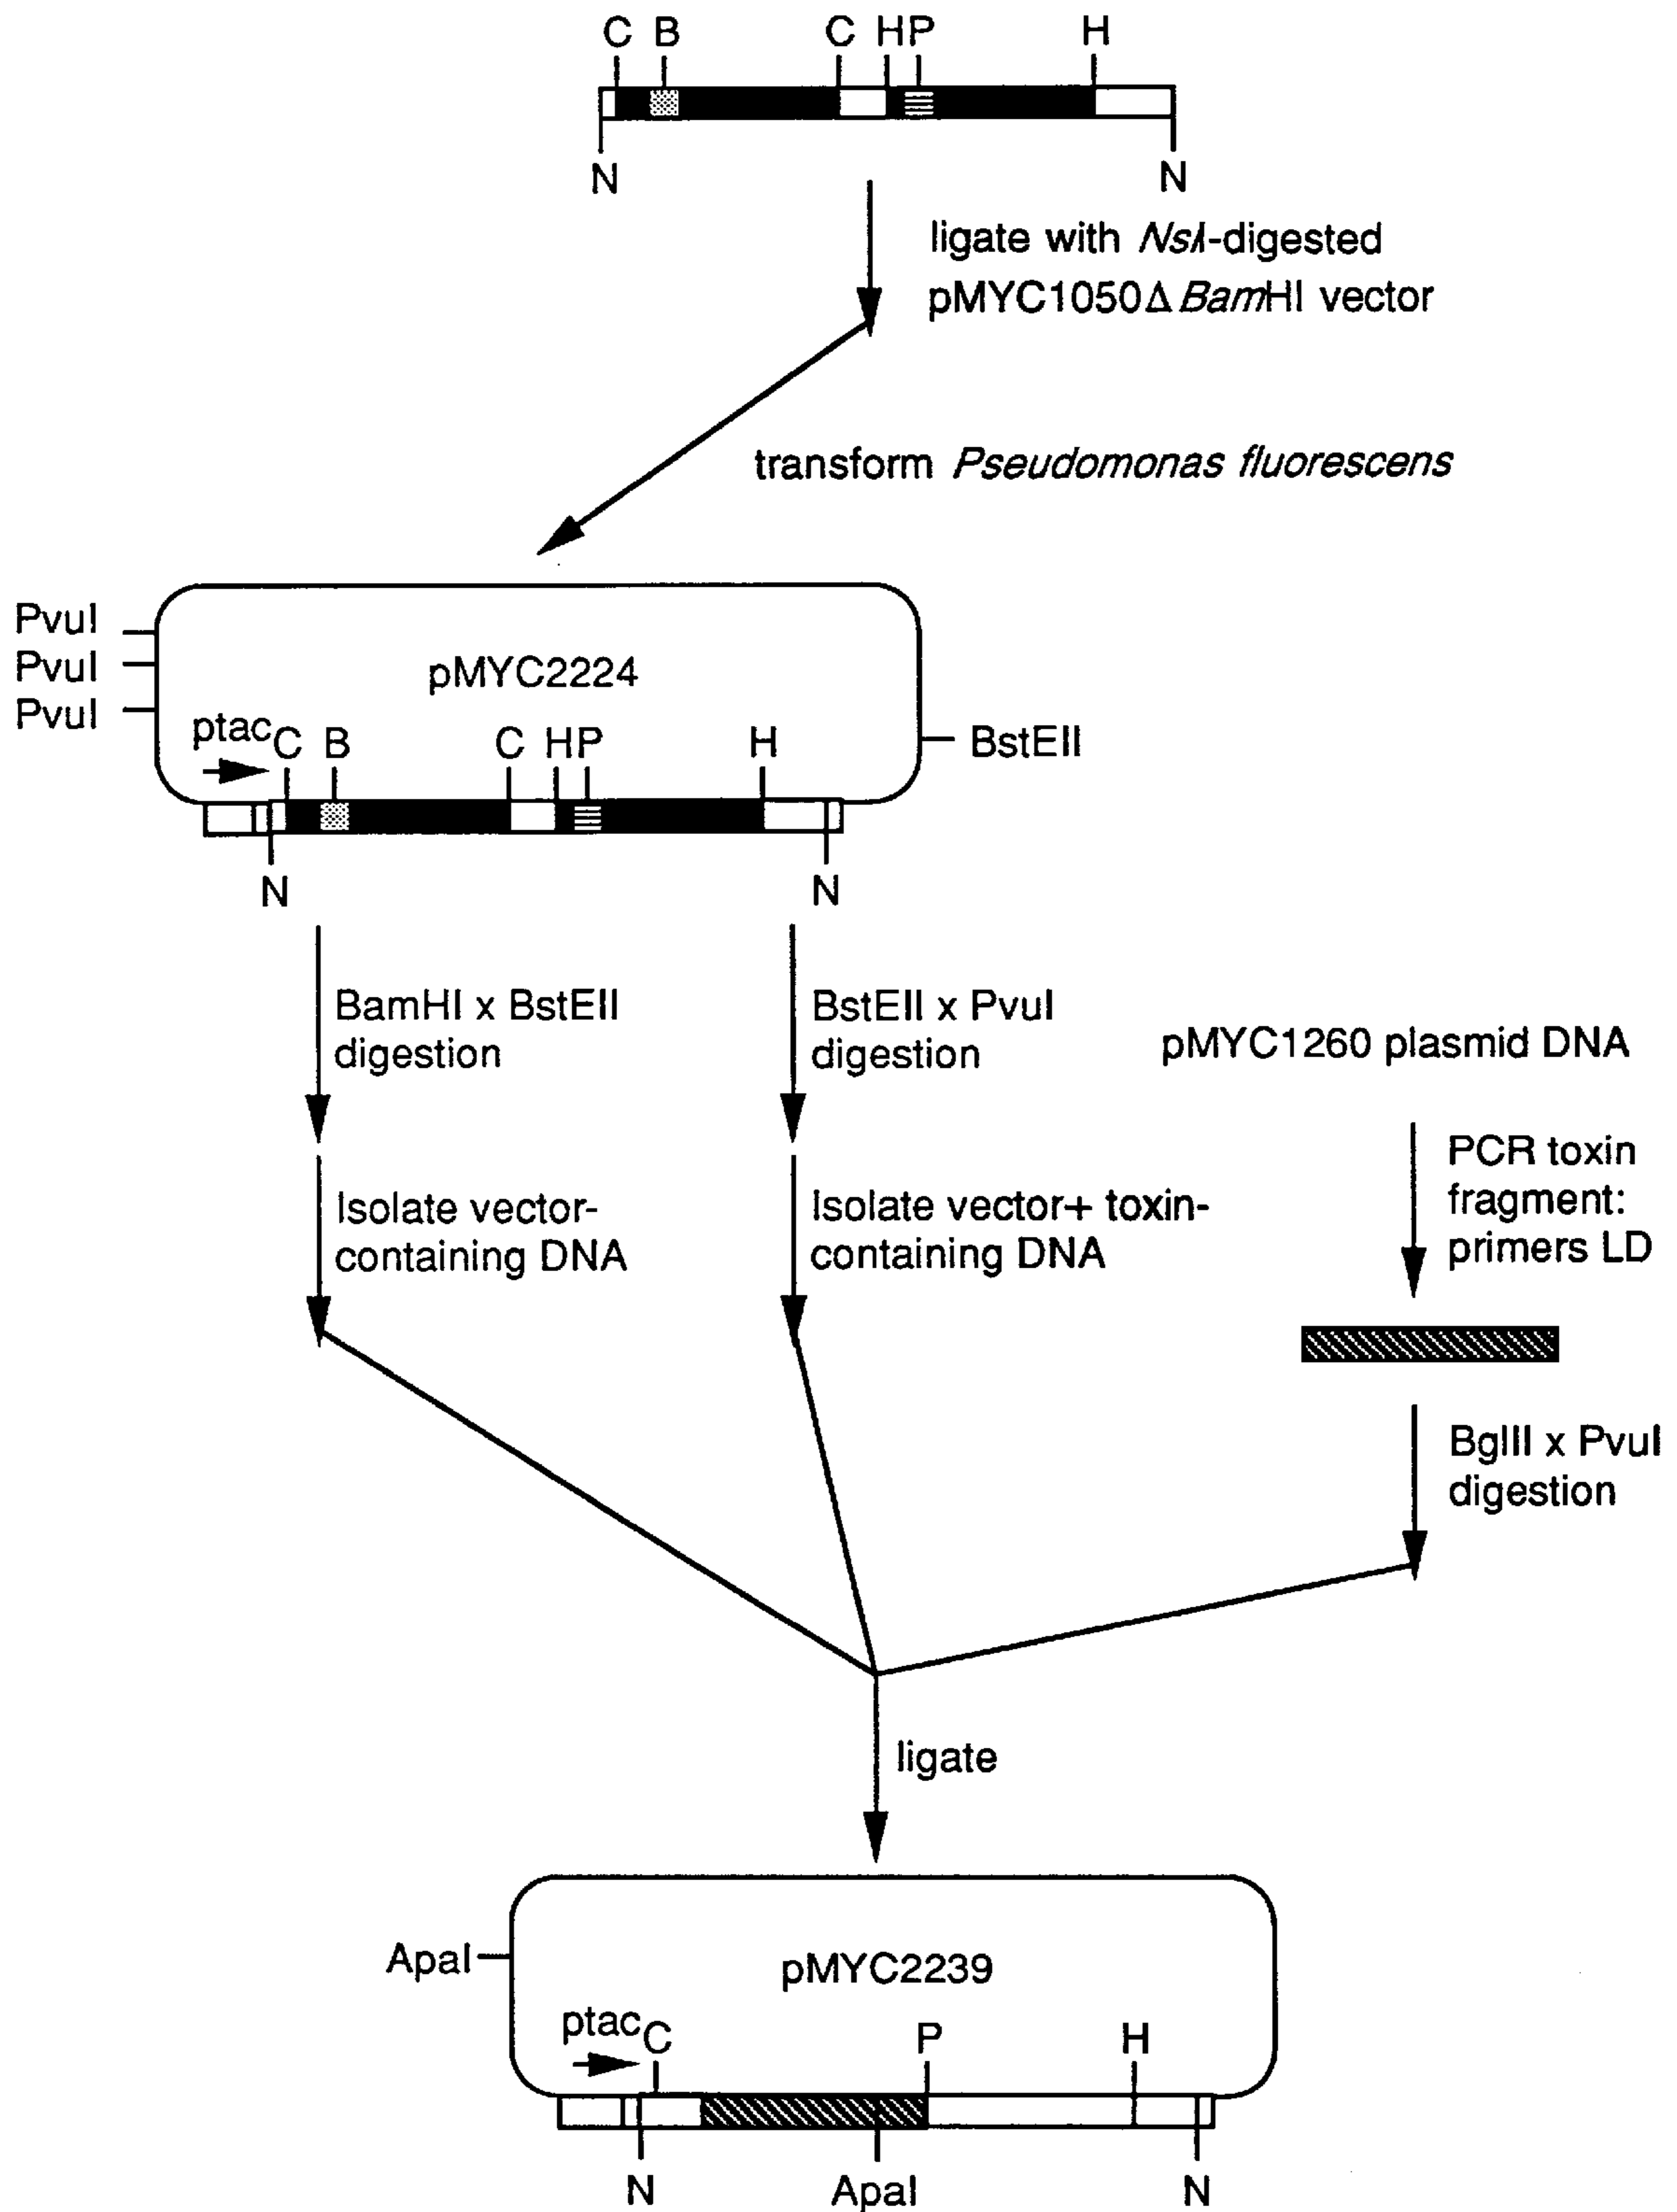 C B C HP H
N N
ligate with NsiI-digested
pMYC1050Δ BamHI vector
transform Pseudomonas fluorescens
PvuI
PvuI
PvuI
pMYC2224
ptac C B C HP H
BstEII
N N
BamHI x BstEII
digestion
BstEII x PvuI
digestion
pMYC1260 plasmid DNA
Isolate vector-
containing DNA
Isolate vector+ toxin-
containing DNA
PCR toxin
fragment:
primers LD
BglII x PvuI
digestion
ligate
ApaI
pMYC2239
ptac C P H
N ApaI N